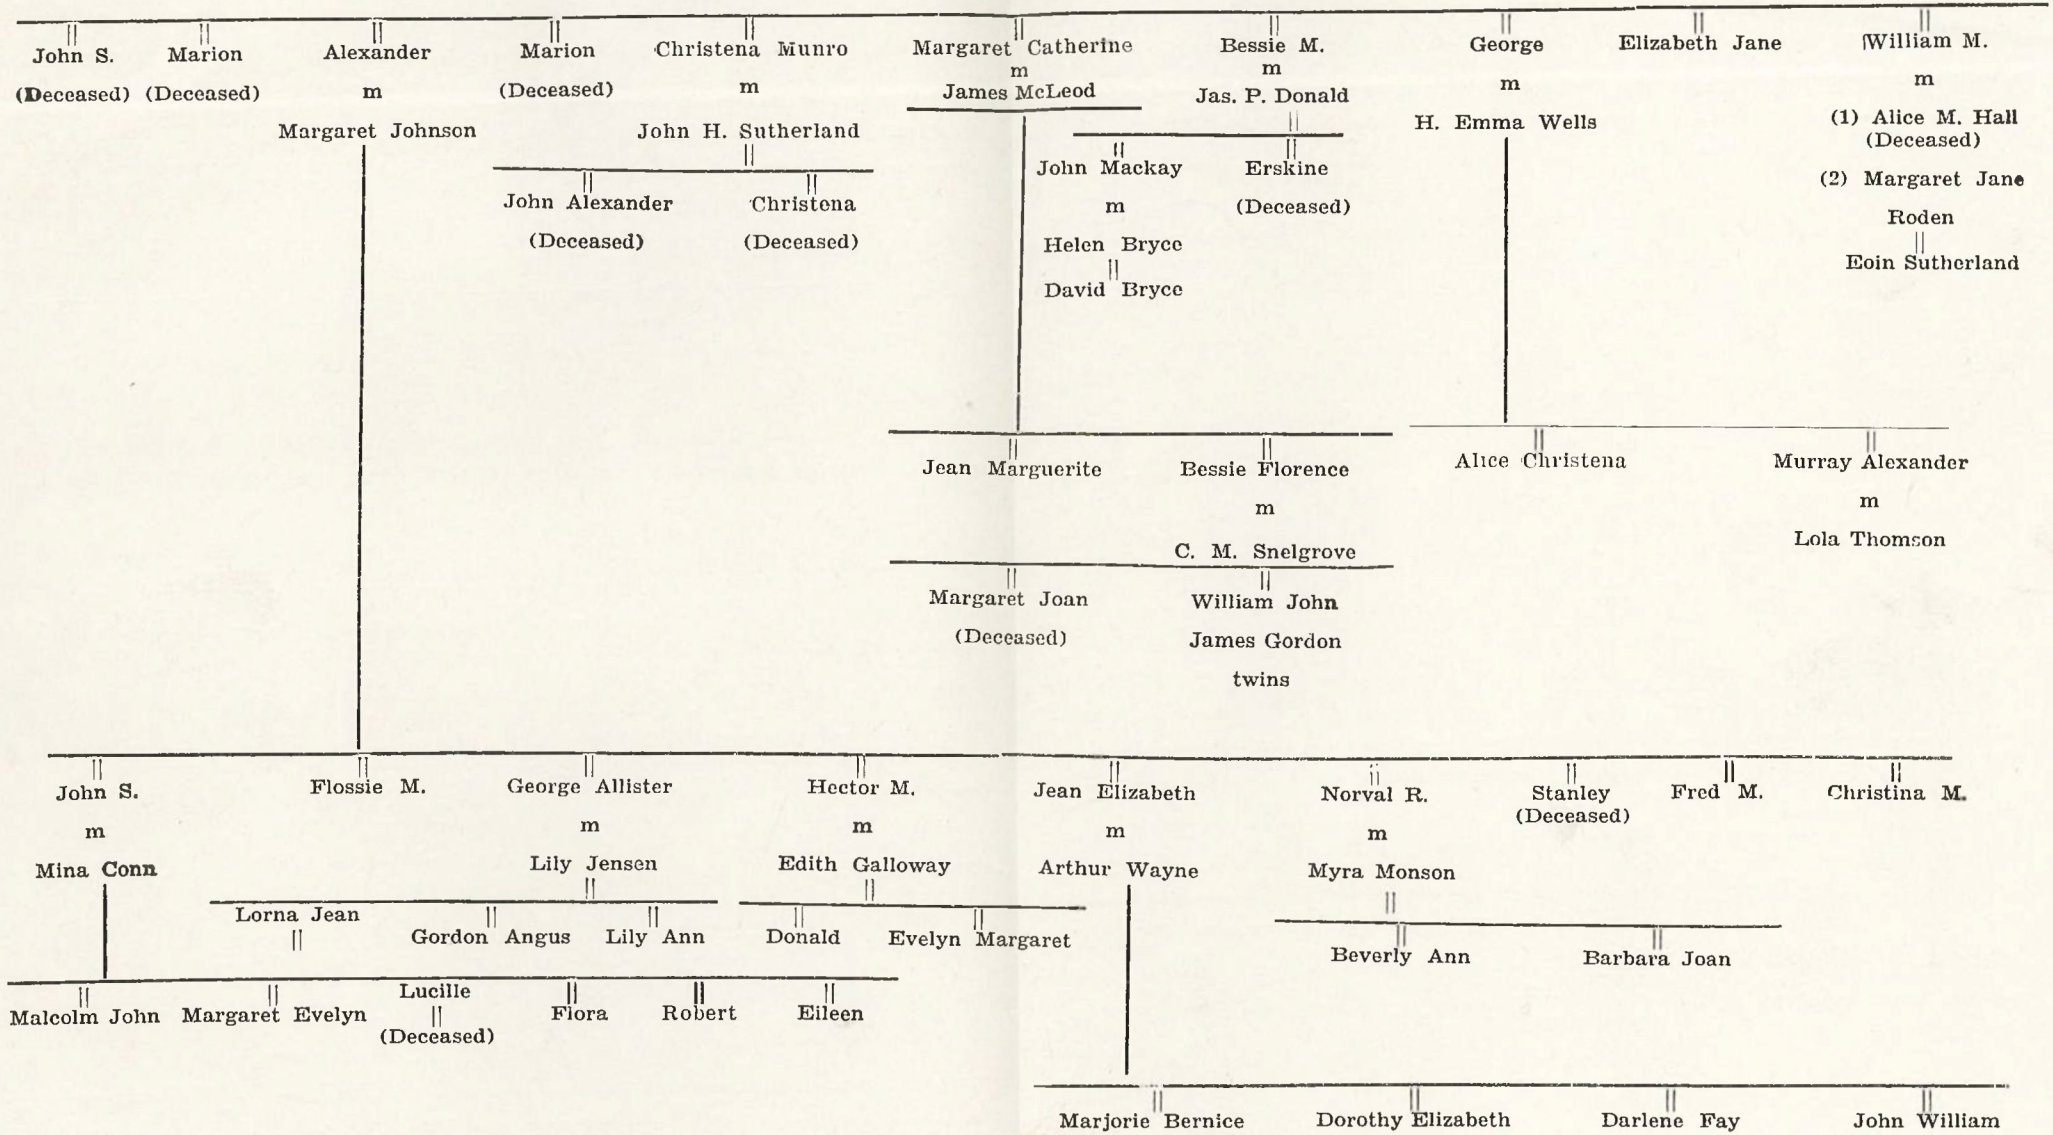 John S.
(Deceased)
Marion
(Deceased)
Alexander
m
Margaret Johnson
Marion
(Deceased)
Christena Munro
m
John H. Sutherland
Margaret Catherine
m
James McLeod
Bessie M.
m
Jas. P. Donald
George
m
H. Emma Wells
Elizabeth Jane
William M.
m
(1) Alice M. Hall
(Deceased)
(2) Margaret Jane
Roden
Eoin Sutherland
John Alexander
(Deceased)
Christena
(Deceased)
John Mackay
m
Helen Bryce
David Bryce
Erskine
(Deceased)
Jean Marguerite
Bessie Florence
m
C. M. Snelgrove
Alice Christena
Murray Alexander
m
Lola Thomson
Margaret Joan
(Deceased)
William John
James Gordon
twins
John S.
m
Mina Conn
Flossie M.
George Allister
m
Lily Jensen
Hector M.
m
Edith Galloway
Jean Elizabeth
m
Arthur Wayne
Norval R.
m
Myra Monson
Stanley
(Deceased)
Fred M.
Christina M.
Lorna Jean
Gordon Angus
Lily Ann
Donald
Evelyn Margaret
Beverly Ann
Barbara Joan
Malcolm John
Margaret Evelyn
Lucille
(Deceased)
Flora
Robert
Eileen
Marjorie Bernice
Dorothy Elizabeth
Darlene Fay
John William